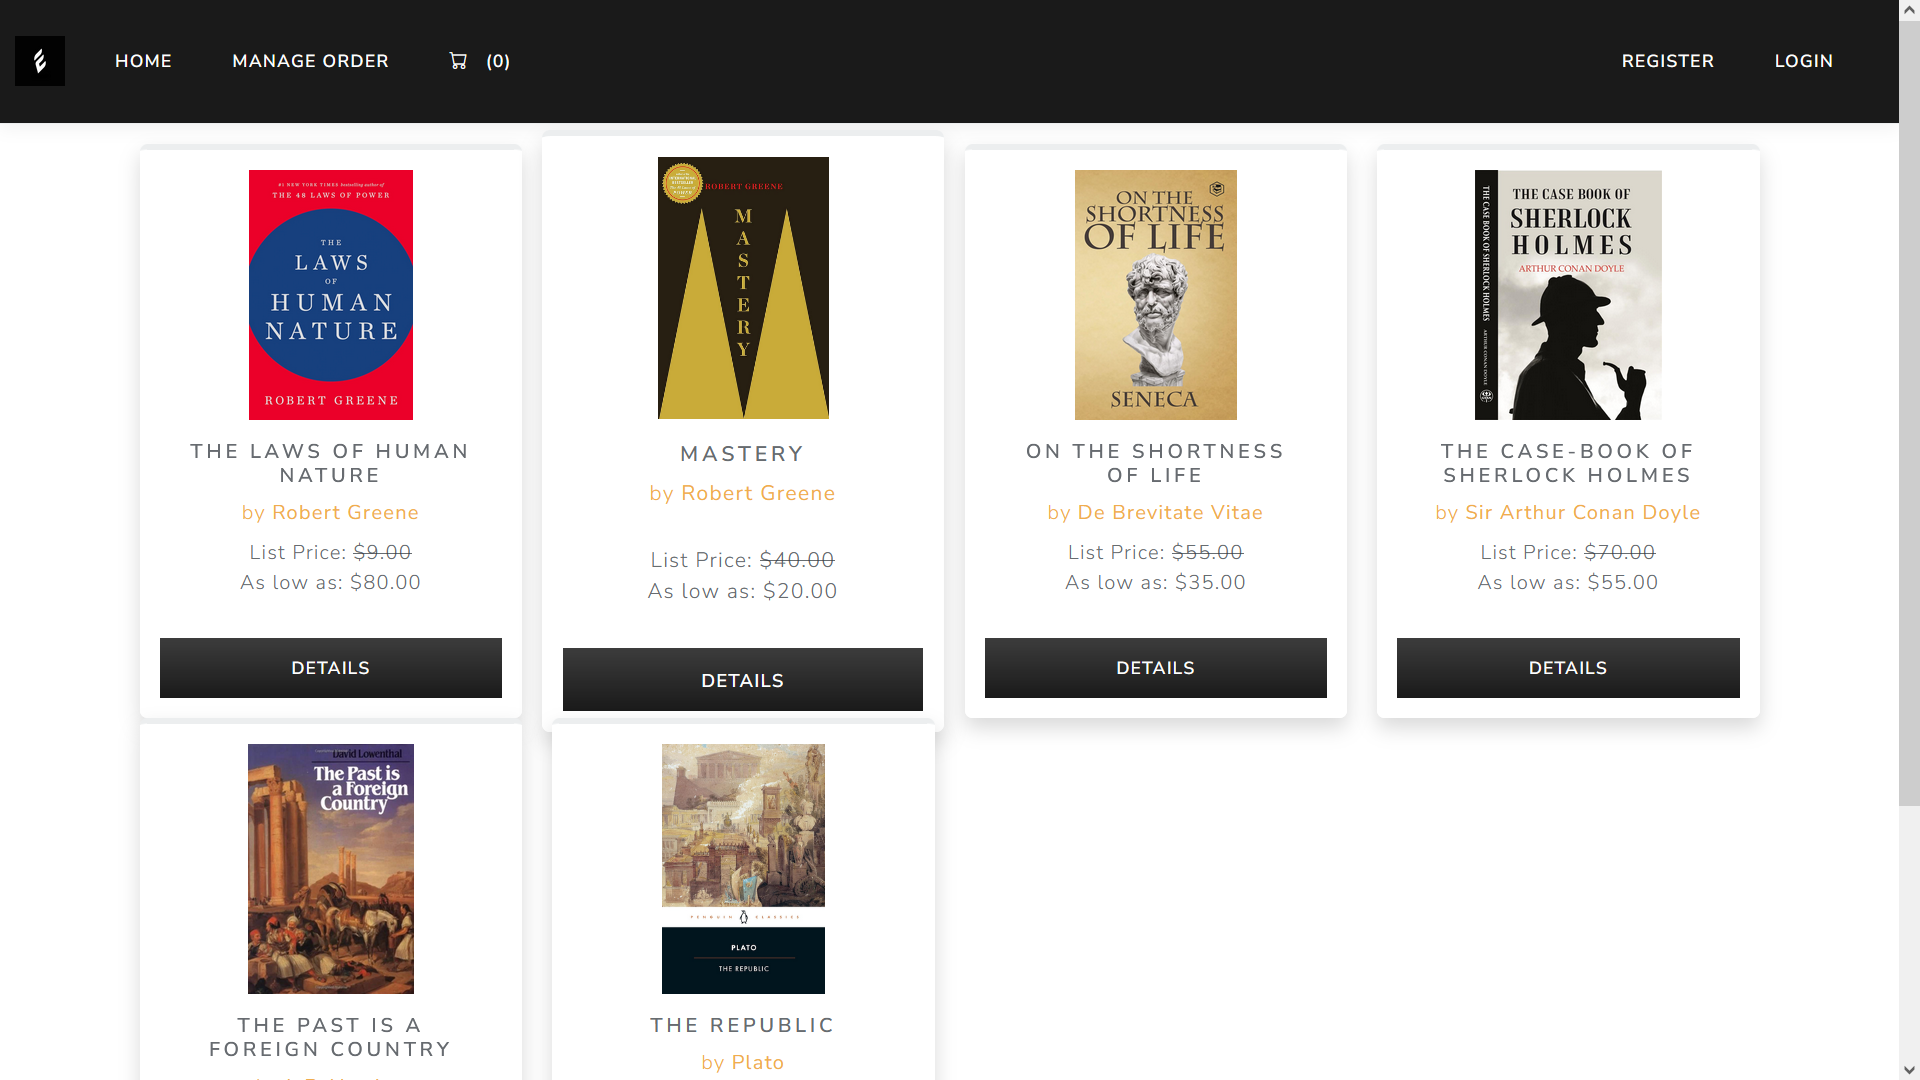 HOME
MANAGE ORDER
(0)
REGISTER
LOGIN
#1 NEW YORK TIMES bestselling author of
THE 48 LAWS OF POWER
THE
LAWS
OF
HUMAN
NATURE
ROBERT GREENE
THE LAWS OF HUMAN
NATURE
by Robert Greene
List Price: $9.00
As low as: $80.00
DETAILS
ROBERT GREENE
MASTERY
MASTERY
by Robert Greene
List Price: $40.00
As low as: $20.00
DETAILS
ON THE
SHORTNESS
OF LIFE
SENECA
ON THE SHORTNESS
OF LIFE
by De Brevitate Vitae
List Price: $55.00
As low as: $35.00
DETAILS
THE CASE BOOK OF SHERLOCK HOLMES
ARTHUR CONAN DOYLE
THE CASE BOOK OF
SHERLOCK
HOLMES
ARTHUR CONAN DOYLE
THE CASE-BOOK OF
SHERLOCK HOLMES
by Sir Arthur Conan Doyle
List Price: $70.00
As low as: $55.00
DETAILS
David Lowenthal
The Past is
a Foreign
Country
THE PAST IS A
FOREIGN COUNTRY
PENGUIN CLASSICS
PLATO
THE REPUBLIC
THE REPUBLIC
by Plato